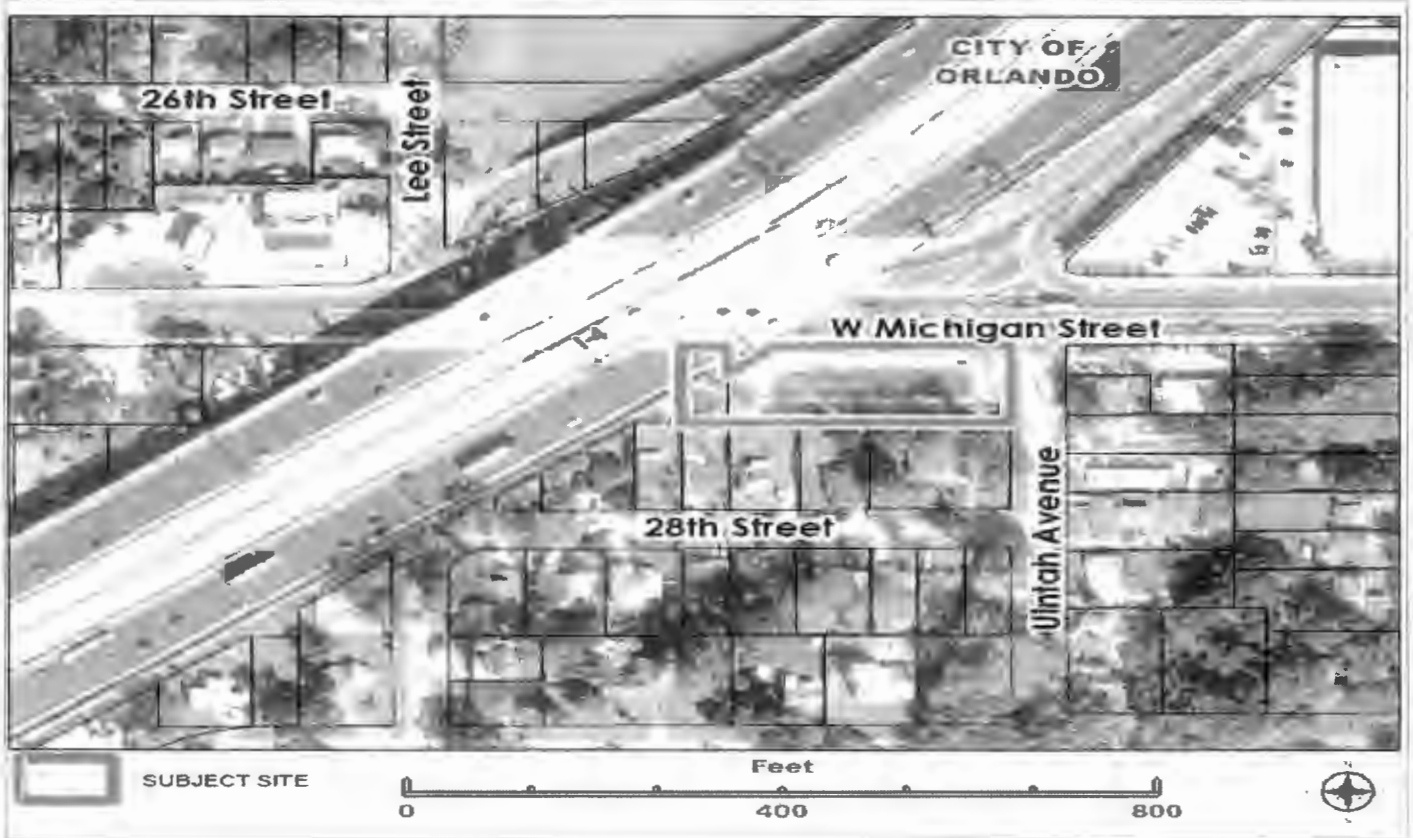 CITY OF
ORLANDO
26th Street
Lee Street
I-4
W Michigan Street
Uintah Avenue
28th Street
SUBJECT SITE
Feet
0 400 800